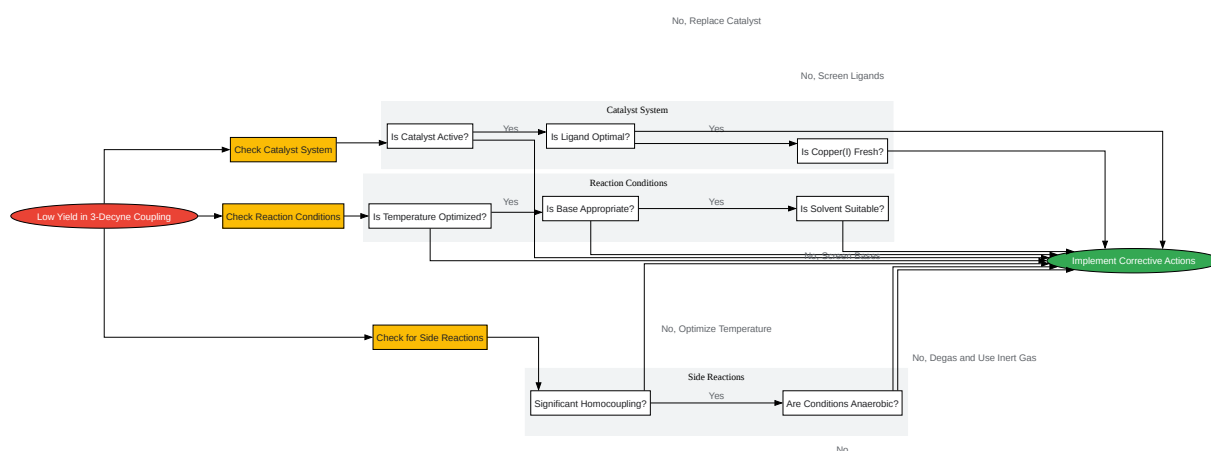 No, Replace Catalyst
No, Screen Ligands
Catalyst System
Is Catalyst Active?
Yes
Is Ligand Optimal?
Yes
Is Copper(I) Fresh?
Check Catalyst System
Reaction Conditions
Low Yield in 3-Decyne Coupling
Check Reaction Conditions
Is Temperature Optimized?
Yes
Is Base Appropriate?
Yes
Is Solvent Suitable?
No, Screen Bases
Implement Corrective Actions
No, Optimize Temperature
Check for Side Reactions
No, Degas and Use Inert Gas
Side Reactions
Significant Homocoupling?
Yes
Are Conditions Anaerobic?
No